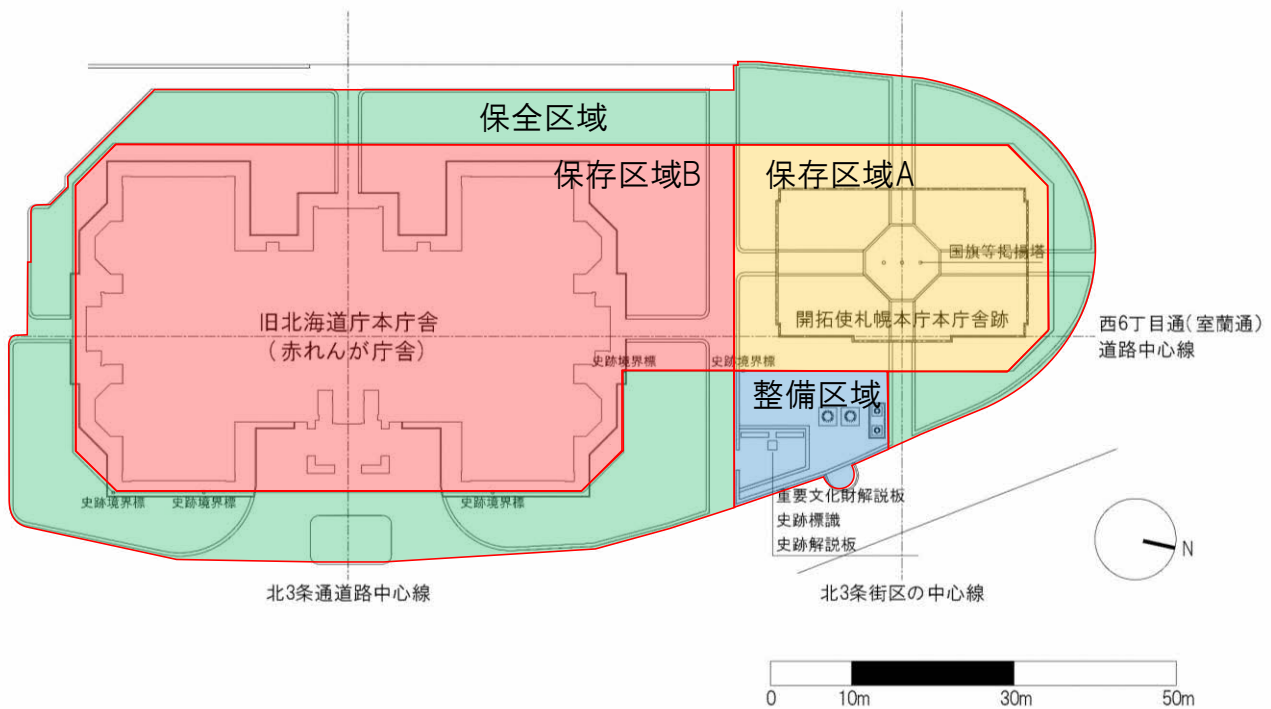 保全区域
保存区域B
保存区域A
国旗等掲揚塔
旧北海道庁本庁舎
（赤れんが庁舎）
開拓使札幌本庁本庁舎跡
西6丁目通（室蘭通）
道路中心線
史跡境界標
史跡境界標
整備区域
史跡境界標
史跡境界標
史跡境界標
重要文化財解説板
史跡標識
史跡解説板
N
北3条通道路中心線
北3条街区の中心線
0
10m
30m
50m